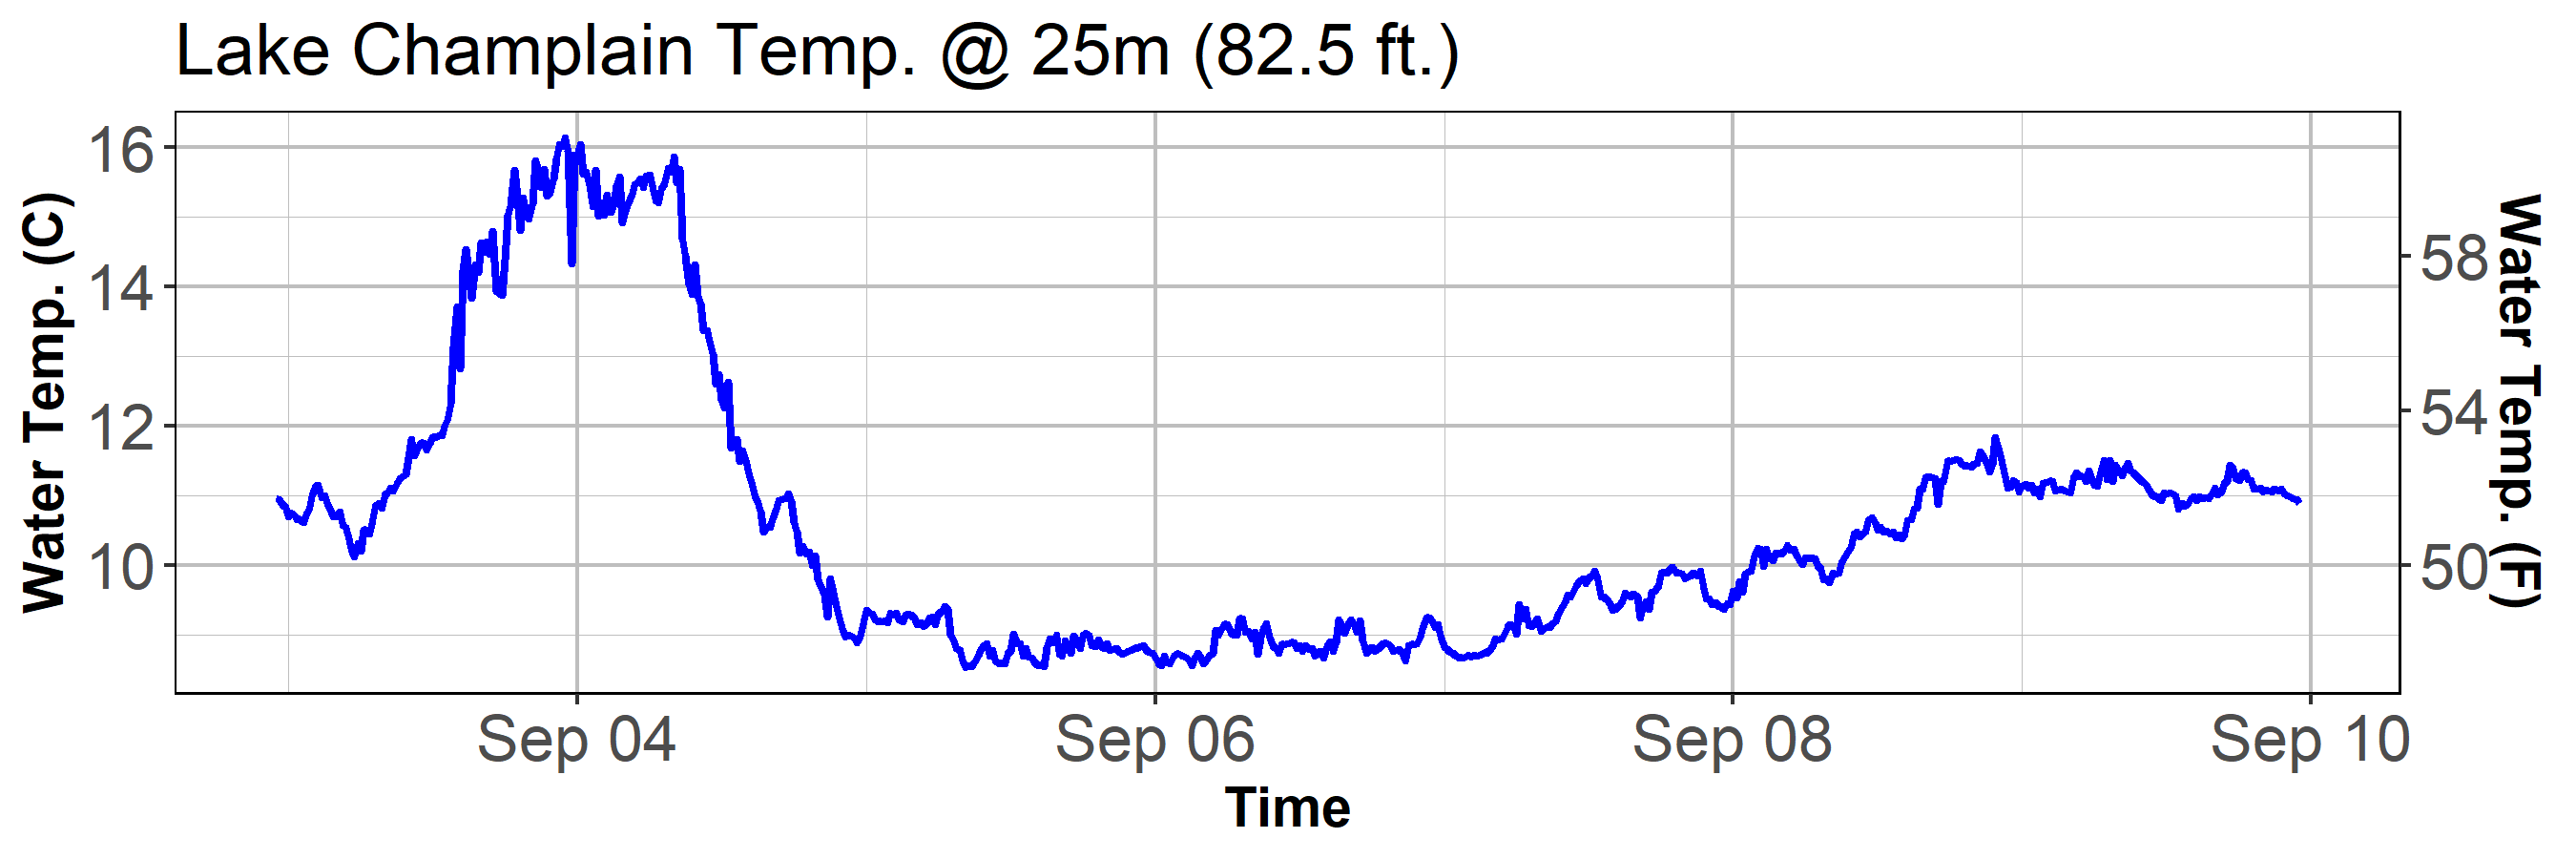 Lake Champlain Temp. @ 25m (82.5 ft.)
Water Temp. (C)
16
14
12
10
58
54
50
Water Temp. (F)
Sep 04
Sep 06
Sep 08
Sep 10
Time